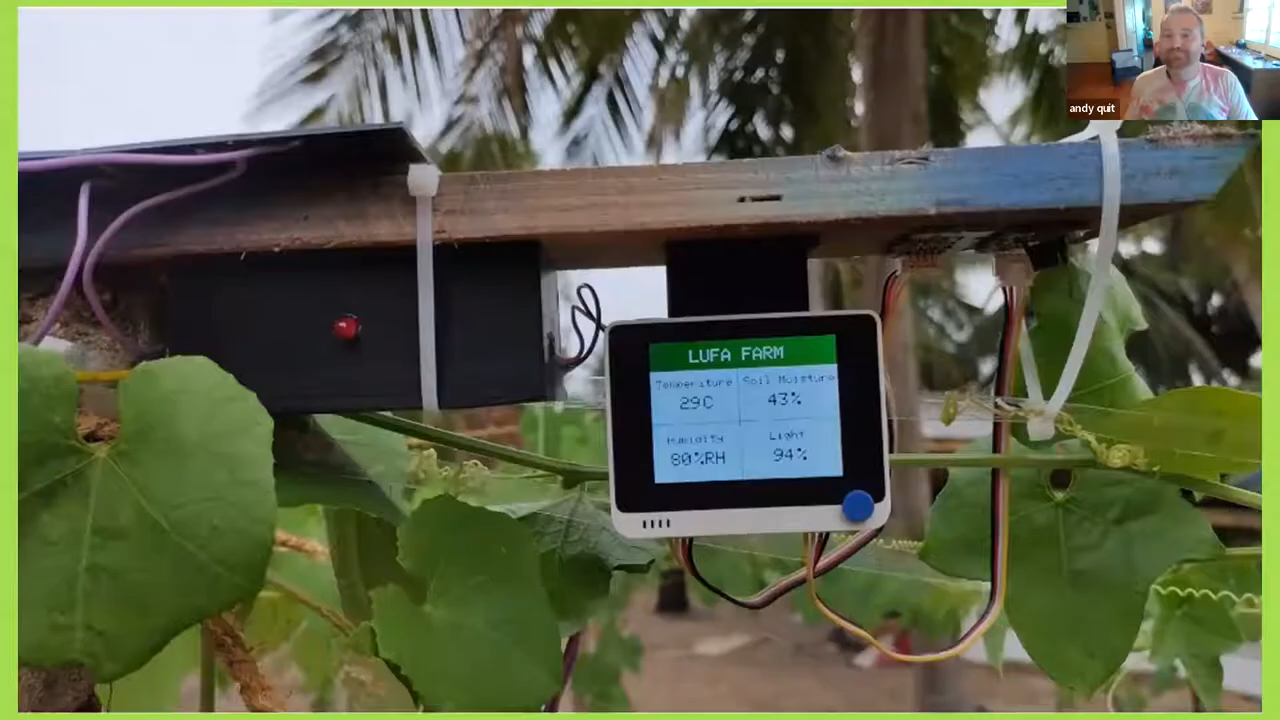 andy quit
LUFA FARM
Temperature
Soil Moisture
29C
43%
Humidity
Light
80%RH
94%